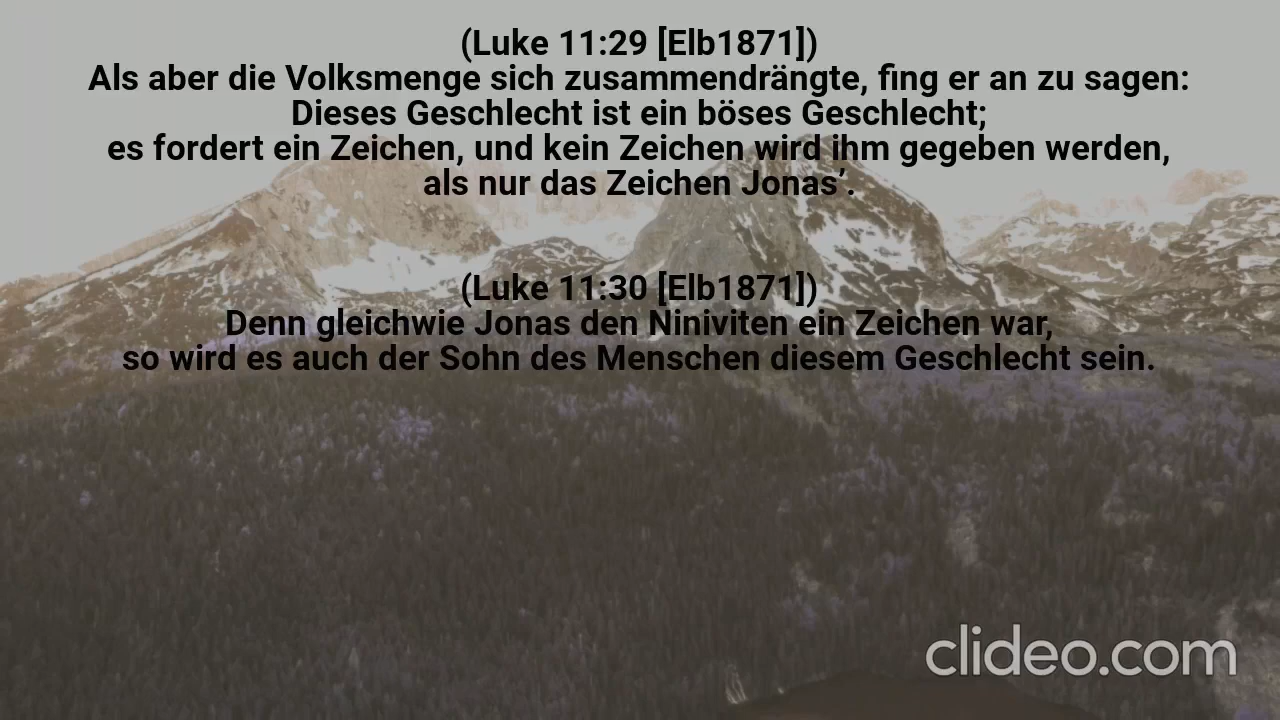 (Luke 11:29 [Elb1871])
Als aber die Volksmenge sich zusammendrängte, fing er an zu sagen:
Dieses Geschlecht ist ein böses Geschlecht;
es fordert ein Zeichen, und kein Zeichen wird ihm gegeben werden,
als nur das Zeichen Jonas’.
(Luke 11:30 [Elb1871])
Denn gleichwie Jonas den Niniviten ein Zeichen war,
so wird es auch der Sohn des Menschen diesem Geschlecht sein.
clideo.com